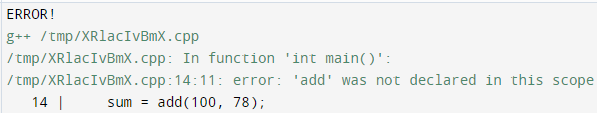 ERROR!
g++ /tmp/XRlacIvBmX.cpp
/tmp/XRlacIvBmX.cpp: In function 'int main()':
/tmp/XRlacIvBmX.cpp:14:11: error: 'add' was not declared in this scope
14 |     sum = add(100, 78);